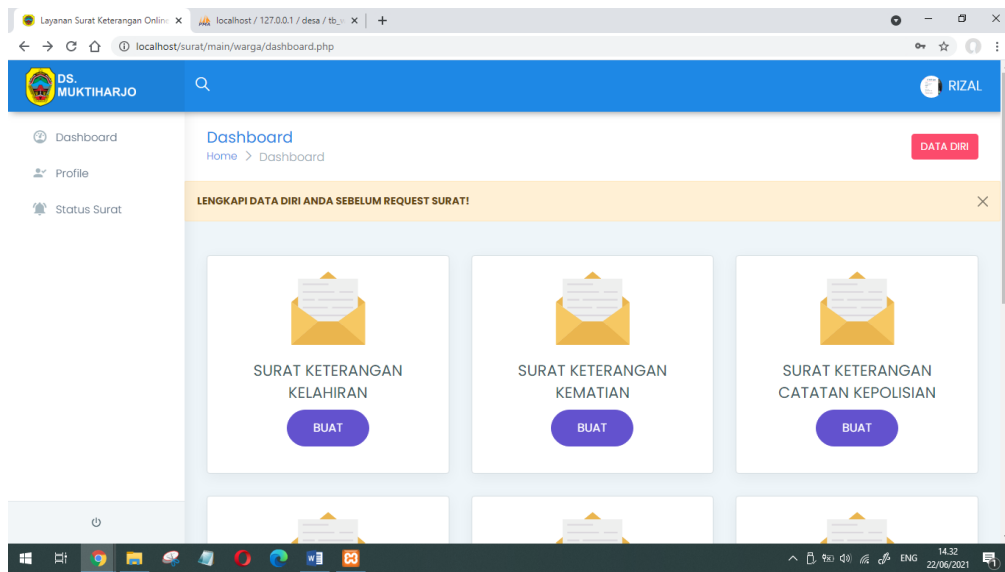 Layanan Surat Keterangan Online
localhost / 127.0.0.1 / desa / tb_
localhost/surat/main/warga/dashboard.php
DS.
MUKTIHARJO
RIZAL
Dashboard
Profile
Status Surat
Dashboard
Home > Dashboard
DATA DIRI
LENGKAPI DATA DIRI ANDA SEBELUM REQUEST SURAT!
SURAT KETERANGAN
KELAHIRAN
BUAT
SURAT KETERANGAN
KEMATIAN
BUAT
SURAT KETERANGAN
CATATAN KEPOLISIAN
BUAT
ENG
14.32
22/06/2021